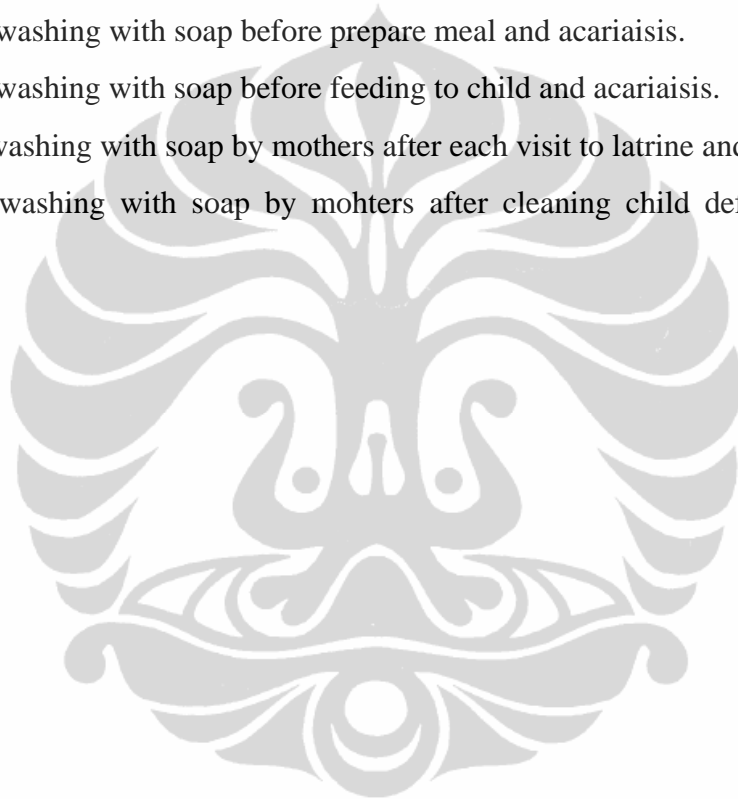 washing with soap before prepare meal and acariaisis.
washing with soap before feeding to child and acariaisis.
washing with soap by mothers after each visit to latrine and
washing with soap by mohters after cleaning child